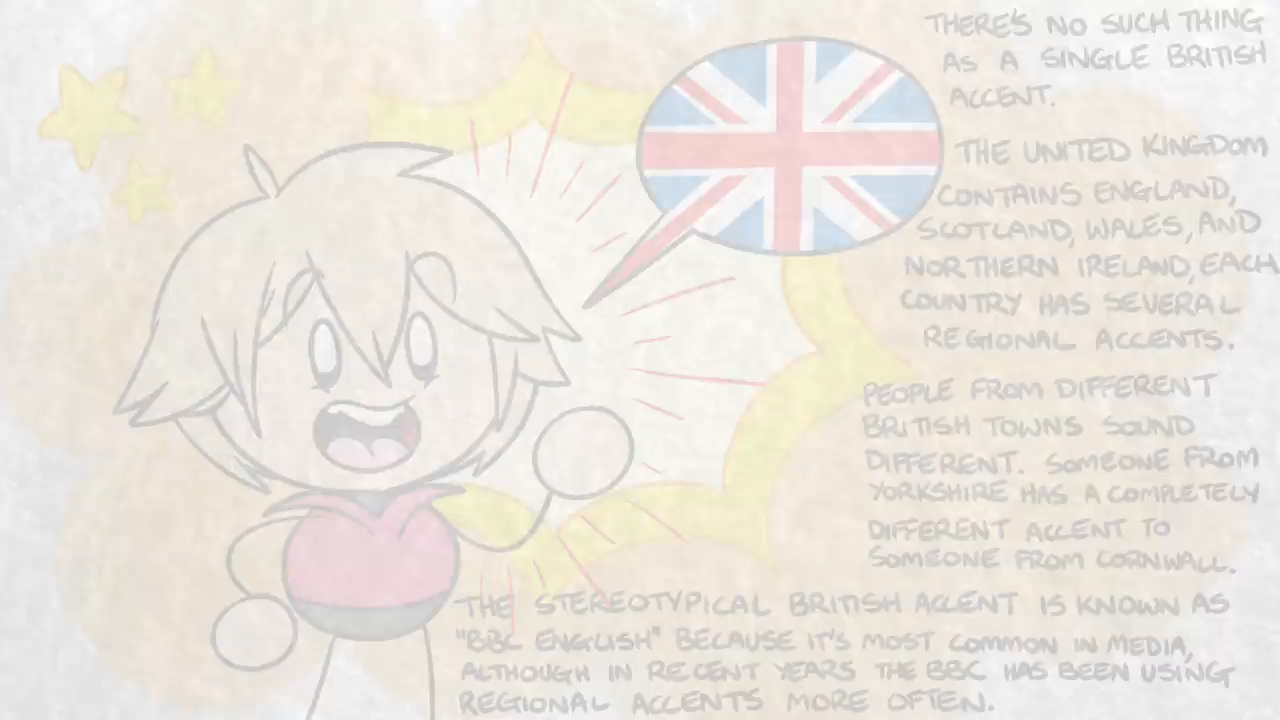 THERE'S NO SUCH THING
AS A SINGLE BRITISH
ACCENT.
THE UNITED KINGDOM
CONTAINS ENGLAND,
SCOTLAND, WALES, AND
NORTHERN IRELAND, EACH
COUNTRY HAS SEVERAL
REGIONAL ACCENTS.
PEOPLE FROM DIFFERENT
BRITISH TOWNS SOUND
DIFFERENT. SOMEONE FROM
YORKSHIRE HAS A COMPLETELY
DIFFERENT ACCENT TO
SOMEONE FROM CORNWALL.
THE STEREOTYPICAL BRITISH ACCENT IS KNOWN AS
"BBC ENGLISH" BECAUSE IT'S MOST COMMON IN MEDIA,
ALTHOUGH IN RECENT YEARS THE BBC HAS BEEN USING
REGIONAL ACCENTS MORE OFTEN.